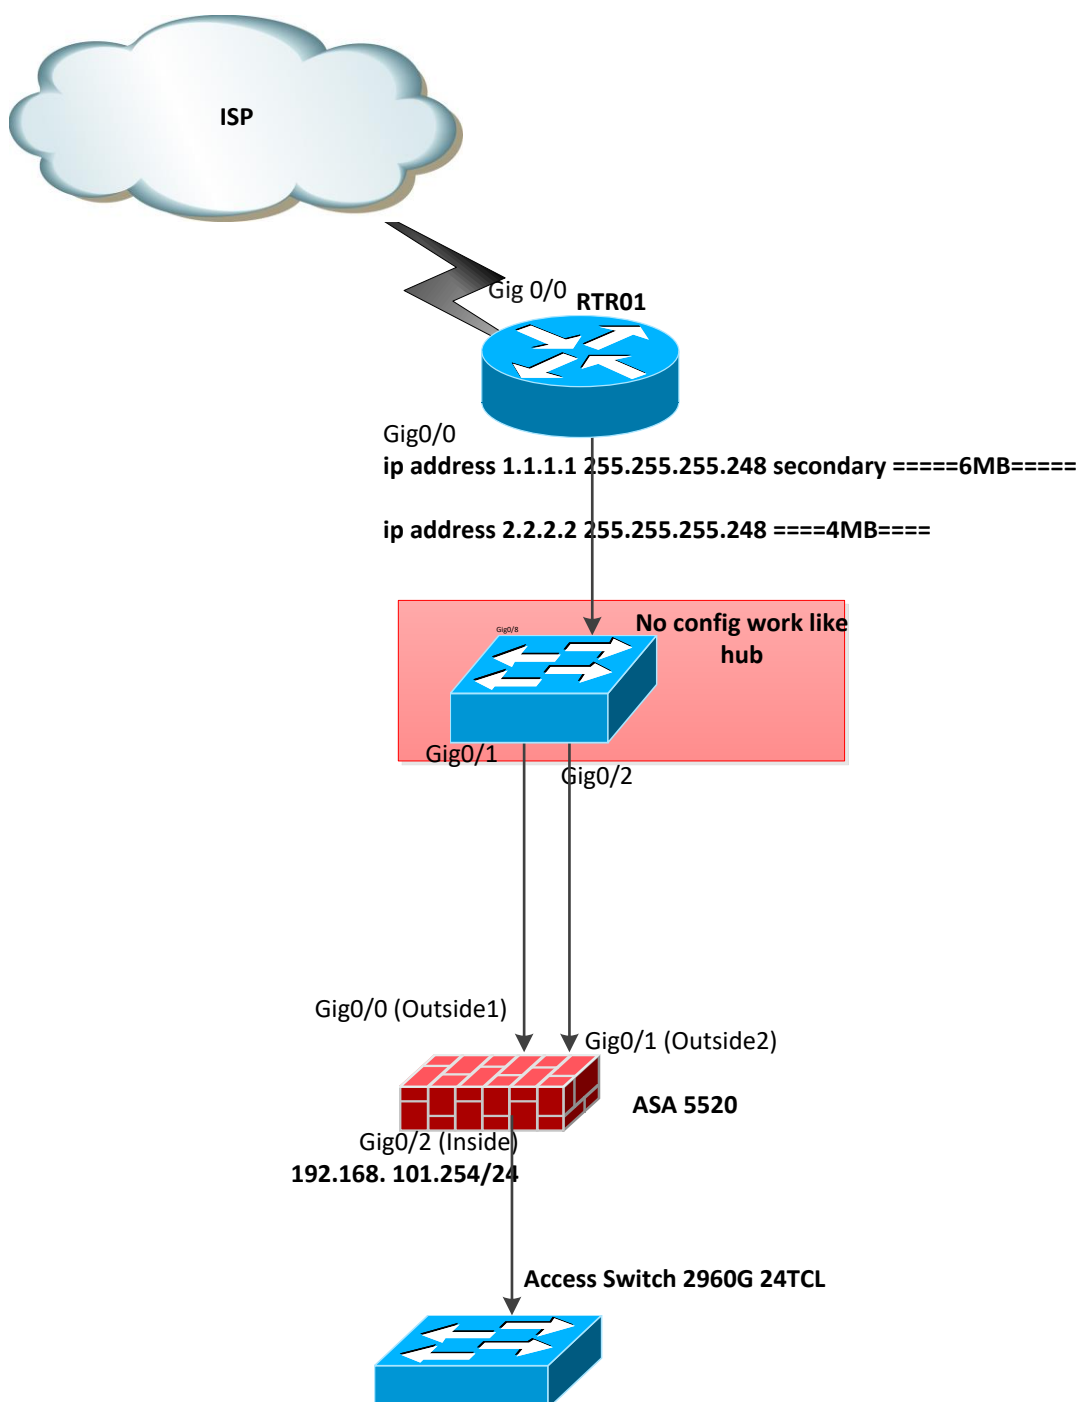 ISP
Gig 0/0
RTR01
Gig0/0
ip address 1.1.1.1 255.255.255.248 secondary =====6MB=====
ip address 2.2.2.2 255.255.255.248 ====4MB====
No config work like
hub
Gig0/8
Gig0/1
Gig0/2
Gig0/0 (Outside1)
Gig0/1 (Outside2)
ASA 5520
Gig0/2 (Inside)
192.168. 101.254/24
Access Switch 2960G 24TCL